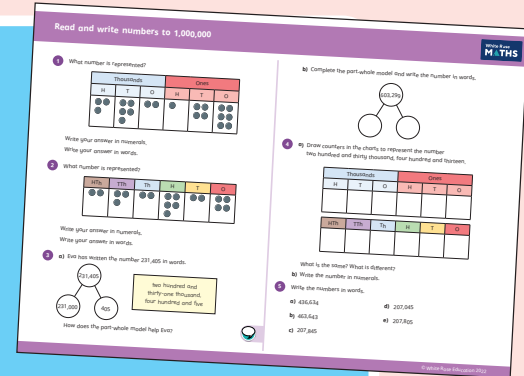 Read and write numbers to 1,000,000
White Rose
MATHS
1 What number is represented?
Thousands Ones
H T O H T O
Write your answer in numerals.
Write your answer in words.
2 What number is represented?
HTh TTh Th H T O
Write your answer in numerals.
Write your answer in words.
3 a) Eva has written the number 231,405 in words.
231,405
231,000 405
two hundred and
thirty-one thousand,
four hundred and five
How does the part-whole model help Eva?
b) Complete the part-whole model and write the number in words.
603,290
4 a) Draw counters in the charts to represent the number
two hundred and thirty thousand, four hundred and thirteen.
Thousands Ones
H T O H T O
HTh TTh Th H T O
What is the same? What is different?
b) Write the number in numerals.
5 Write the numbers in words.
a) 436,634 d) 207,045
b) 463,643 e) 207,805
c) 207,845
© White Rose Education 2022